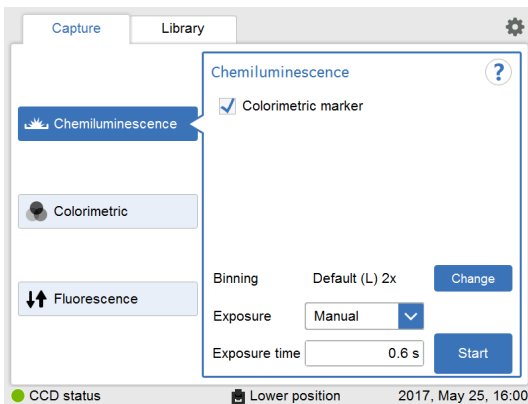 Capture
Library
Chemiluminescence
?
Colorimetric marker
Chemiluminescence
Colorimetric
Fluorescence
Binning Default (L) 2x Change
Exposure Manual
Exposure time 0.6 s Start
CCD status Lower position 2017, May 25, 16:00